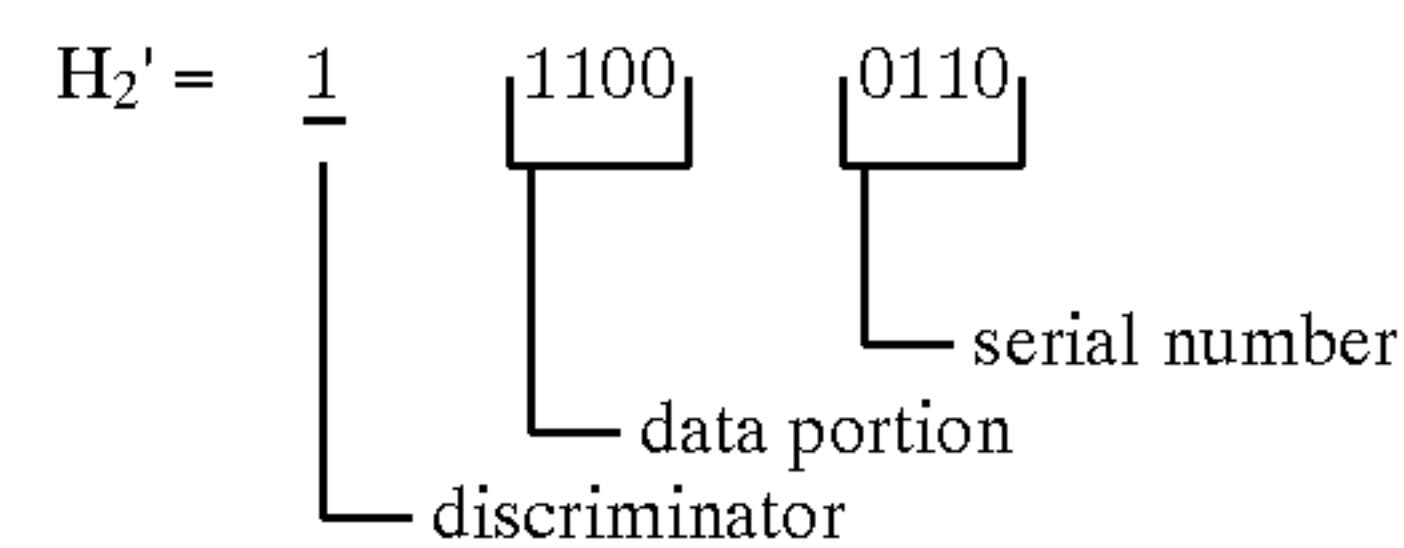 H₂' = 1 1100 0110
serial number
data portion
discriminator